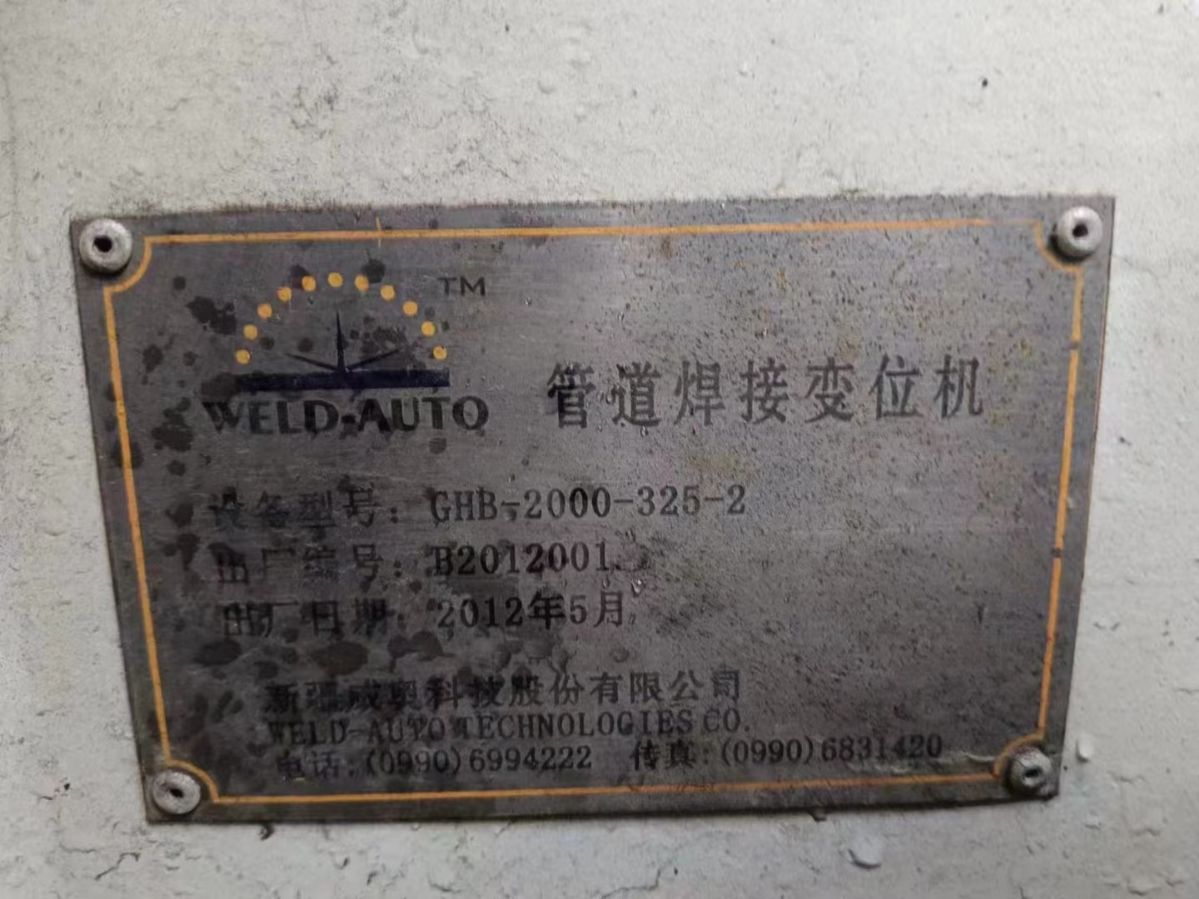 TM
WELD-AUTO
管道焊接变位机
设备型号：GHB-2000-325-2
出厂编号：B2012001
出厂日期：2012年5月
新疆威奥科技股份有限公司
WELD-AUTO TECHNOLOGIES CO.
电话：(0990)6994222 传真：(0990)6831420